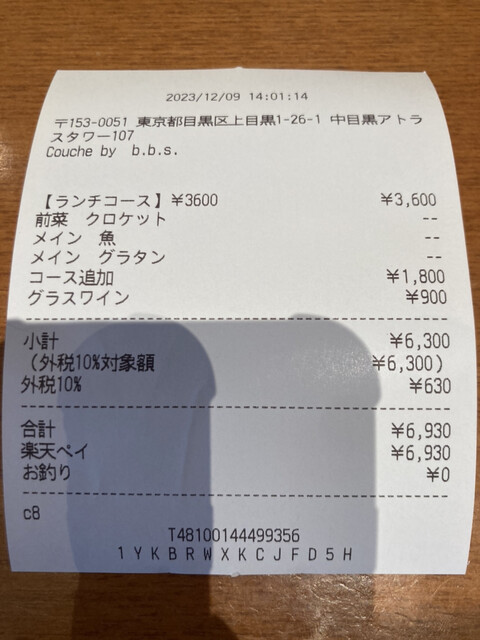 2023/12/09 14:01:14
〒153-0051 東京都目黒区上目黒1-26-1 中目黒アトラ
スタワー107
Couche by b.b.s.
【ランチコース】¥3600 ¥3,600
前菜 クロケット --
メイン 魚 --
メイン グラタン --
コース追加 ¥1,800
グラスワイン ¥900
小計 ¥6,300
(外税10%対象額 ¥6,300)
外税10% ¥630
合計 ¥6,930
楽天ペイ ¥6,930
お釣り ¥0
c8
T48100144499356
1YKBRWXKCJFD5H